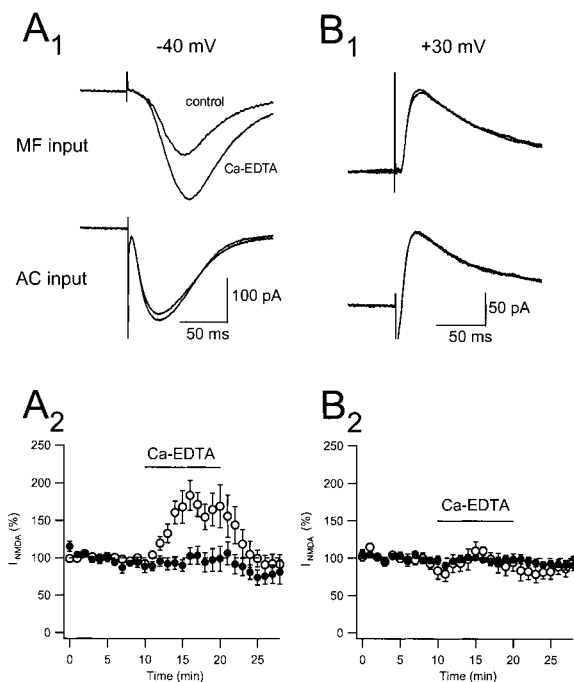 A1 B1
-40 mV +30 mV
control
MF input
Ca-EDTA
AC input
100 pA
50 pA
50 ms
50 ms
A2 B2
250 250
Ca-EDTA
200 200
Ca-EDTA
150 150
100 100
50 50
0 0
I NMDA (%) I NMDA (%)
0 5 10 15 20 25 0 5 10 15 20 25
Time (min) Time (min)